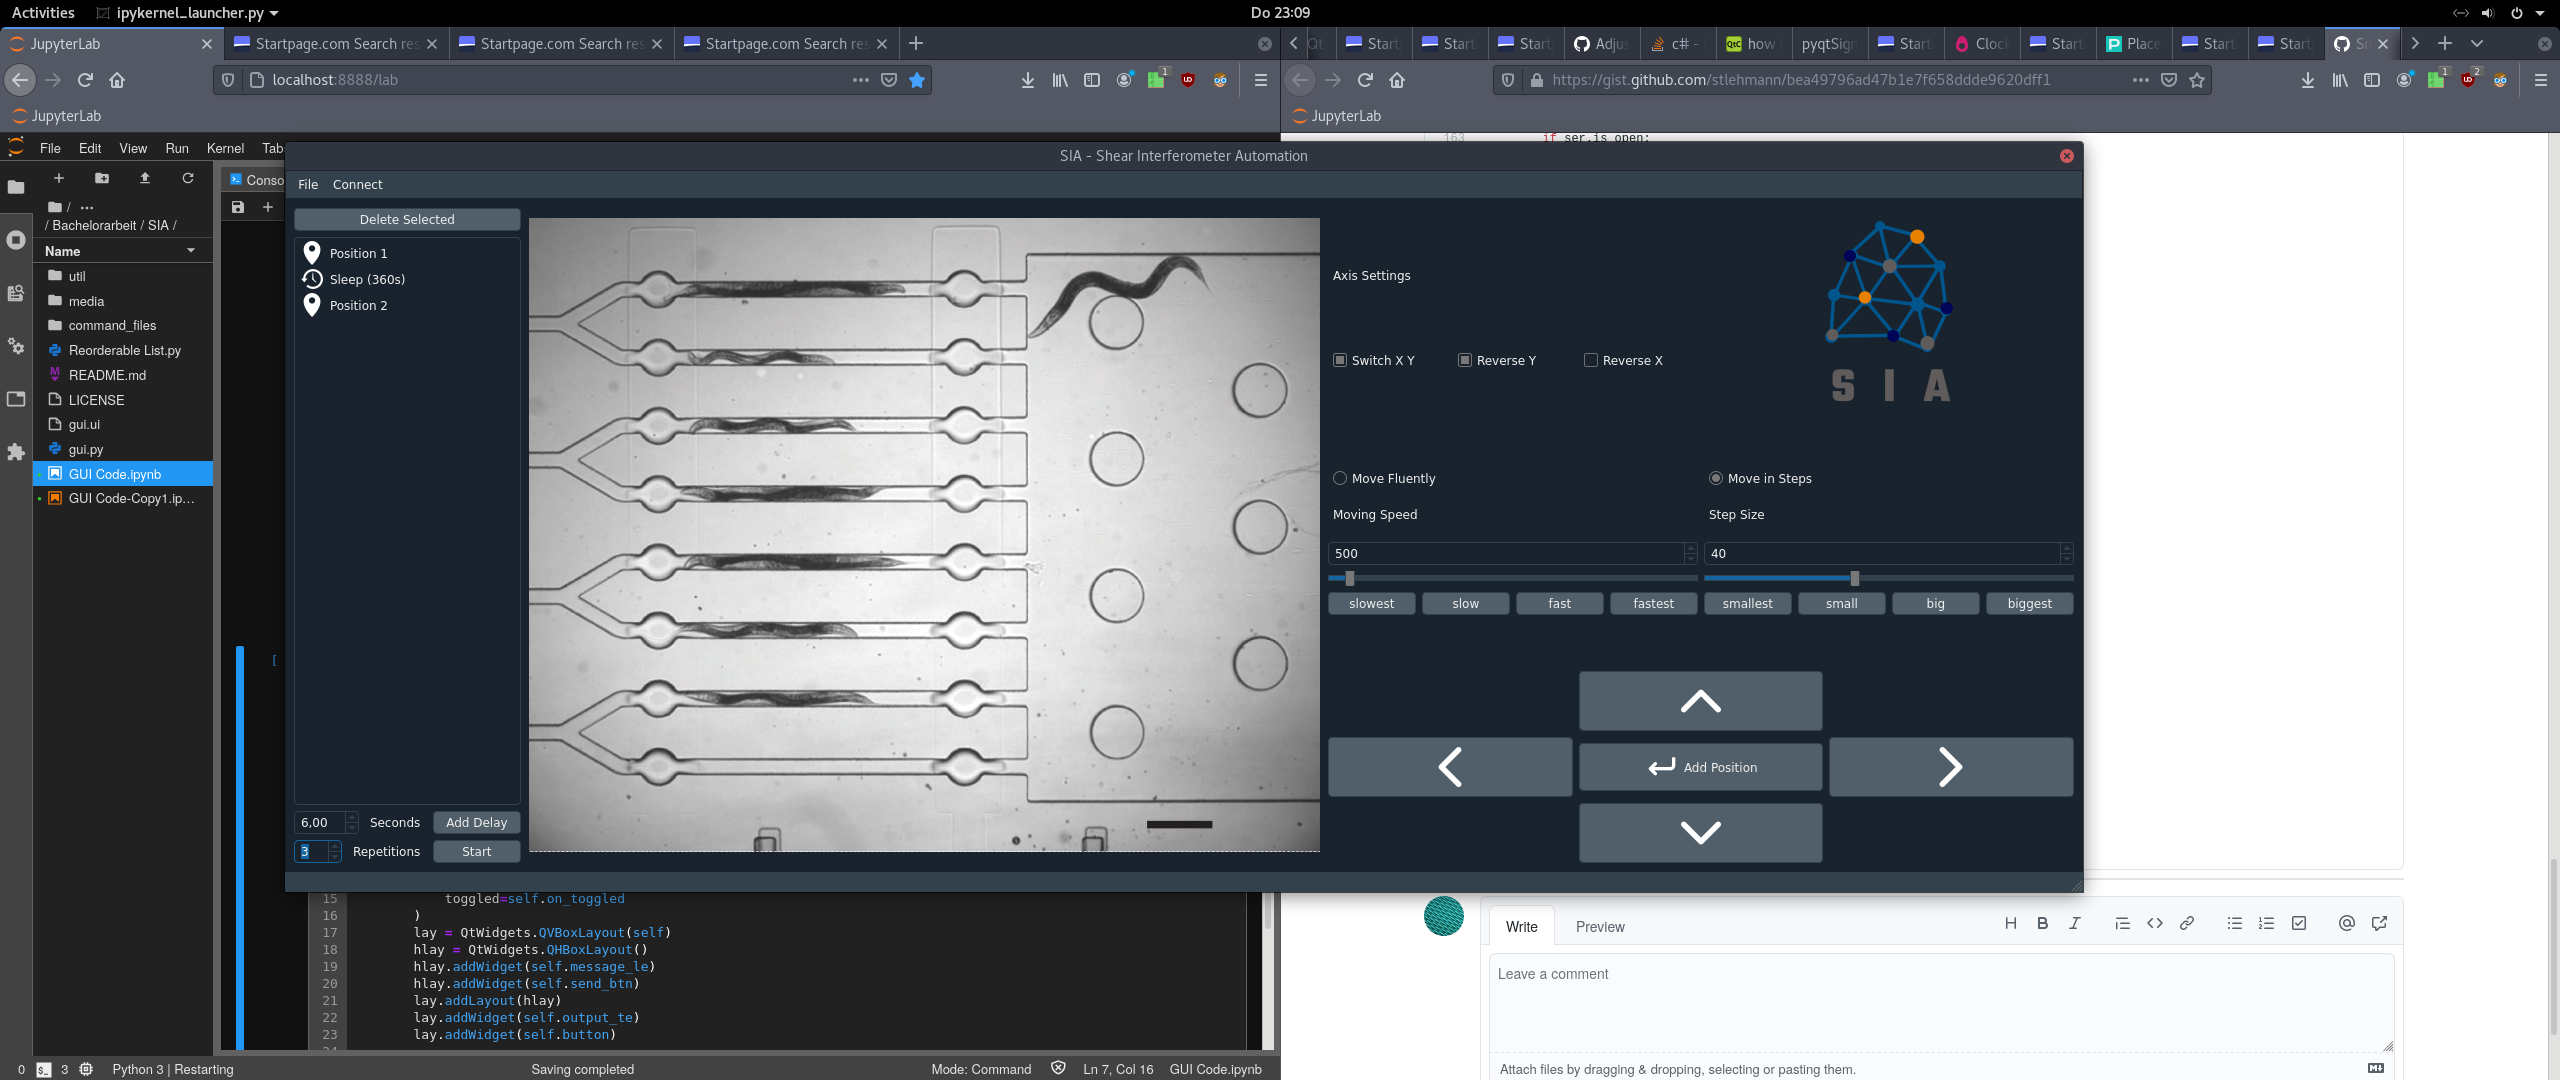 Activities ipykernel_launcher.py Do 23:09
JupyterLab Startpage.com Search res Startpage.com Search res Startpage.com Search res
Start Start Start Adjus c# - how pyqtSign Start Clock Start Place Start Start
localhost:8888/lab 1
https://gist.github.com/stlehmann/bea49796ad47b1e7f658ddde9620dff1 1 2
JupyterLab JupyterLab
163 if ser.is_open:
File Edit View Run Kernel Tab
SIA - Shear Interferometer Automation
File Connect
Conso
/ ···
/ Bachelorarbeit / SIA /
Name
util
media
command_files
Reorderable List.py
README.md
LICENSE
gui.ui
gui.py
GUI Code.ipynb
GUI Code-Copy1.ip…
Delete Selected
Position 1
Sleep (360s)
Position 2
6,00 Seconds Add Delay
3 Repetitions Start
Axis Settings
Switch X Y Reverse Y Reverse X
SIA
Move Fluently Move in Steps
Moving Speed Step Size
500 40
slowest slow fast fastest smallest small big biggest
Add Position
[
15 toggled=self.on_toggled
16 )
17 lay = QtWidgets.QVBoxLayout(self)
18 hlay = QtWidgets.QHBoxLayout()
19 hlay.addWidget(self.message_le)
20 hlay.addWidget(self.send_btn)
21 lay.addLayout(hlay)
22 lay.addWidget(self.output_te)
23 lay.addWidget(self.button)
Write Preview
Leave a comment
Attach files by dragging & dropping, selecting or pasting them.
0 3 Python 3 | Restarting Saving completed Mode: Command Ln 7, Col 16 GUI Code.ipynb